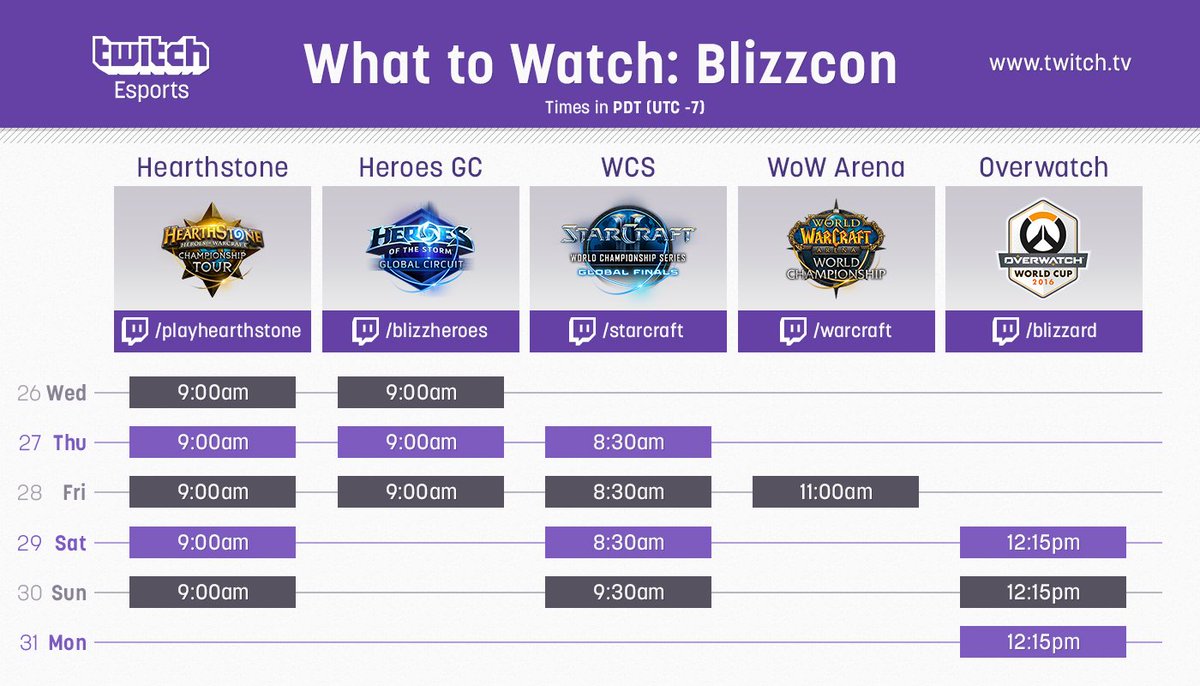 twitch
Esports
What to Watch: Blizzcon
Times in PDT (UTC -7)
www.twitch.tv
Hearthstone
Heroes GC
WCS
WoW Arena
Overwatch
HEARTHSTONE
HEROES OF WARCRAFT
CHAMPIONSHIP
TOUR
HEROES
OF THE STORM
GLOBAL CIRCUIT
STARCRAFT
II
WORLD CHAMPIONSHIP SERIES
GLOBAL FINALS
WORLD
WARCRAFT
ARENA
WORLD
CHAMPIONSHIP
OVERWATCH
WORLD CUP
2016
/playhearthstone
/blizzheroes
/starcraft
/warcraft
/blizzard
26 Wed 9:00am 9:00am
27 Thu 9:00am 9:00am 8:30am
28 Fri 9:00am 9:00am 8:30am 11:00am
29 Sat 9:00am 8:30am 12:15pm
30 Sun 9:00am 9:30am 12:15pm
31 Mon 12:15pm